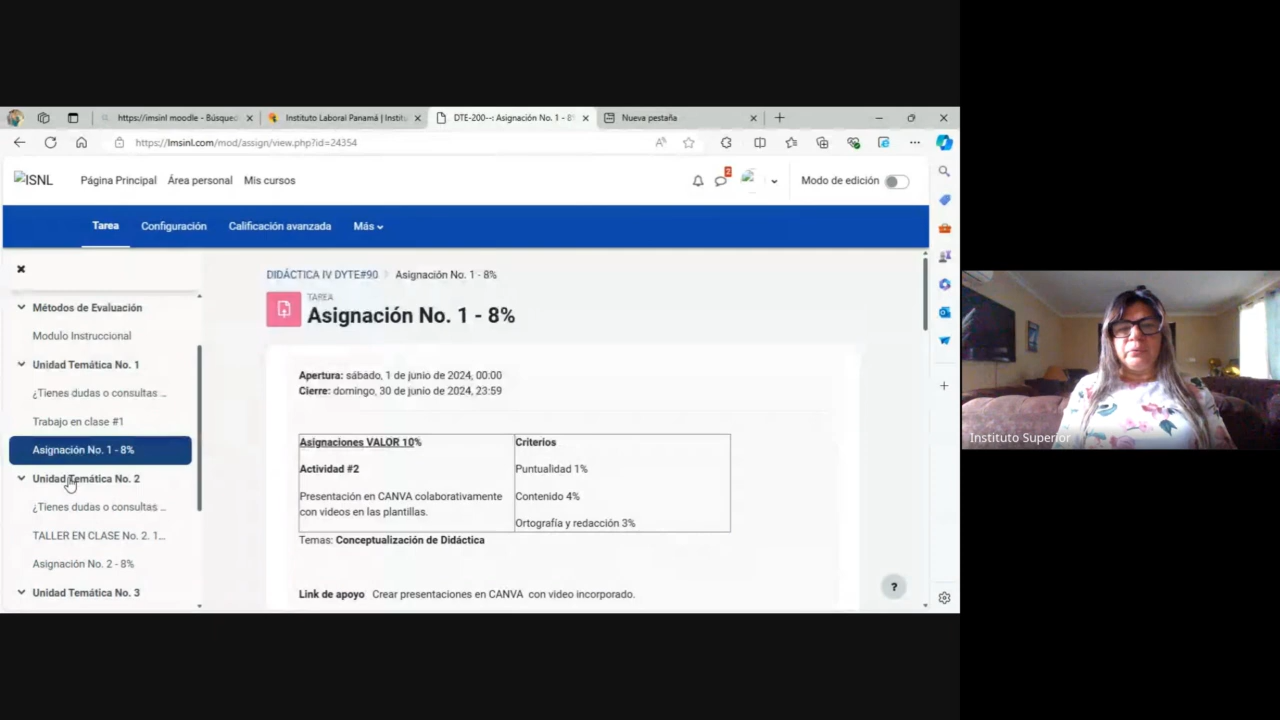 https://imsinl moodle - Búsqued
Instituto Laboral Panamá | Institu
DTE-200--: Asignación No. 1 - 8%
Nueva pestaña
https://lmsinl.com/mod/assign/view.php?id=24354
ISNL
Página Principal
Área personal
Mis cursos
2
Modo de edición
Tarea
Configuración
Calificación avanzada
Más
Métodos de Evaluación
Modulo Instruccional
Unidad Temática No. 1
¿Tienes dudas o consultas ...
Trabajo en clase #1
Asignación No. 1 - 8%
Unidad Temática No. 2
¿Tienes dudas o consultas ...
TALLER EN CLASE No. 2. 1...
Asignación No. 2 - 8%
Unidad Temática No. 3
DIDÁCTICA IV DYTE#90
Asignación No. 1 - 8%
TAREA
Asignación No. 1 - 8%
Apertura: sábado, 1 de junio de 2024, 00:00
Cierre: domingo, 30 de junio de 2024, 23:59
Asignaciones VALOR 10%
Actividad #2
Presentación en CANVA colaborativamente
con videos en las plantillas.
Criterios
Puntualidad 1%
Contenido 4%
Ortografía y redacción 3%
Temas: Conceptualización de Didáctica
Link de apoyo Crear presentaciones en CANVA con video incorporado.
?
Instituto Superior